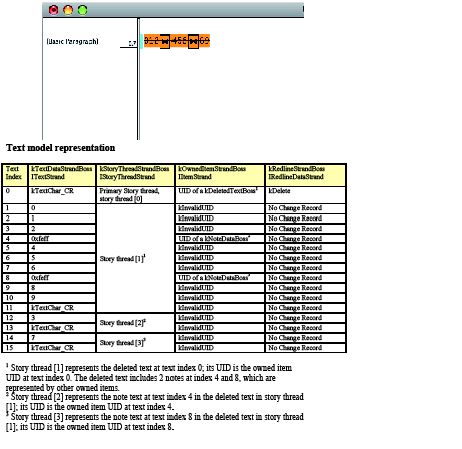 [Basic Paragraph]
0.7
012 456 89
Text model representation
Text Index kTextDataStrandBoss ITextStrand kStoryThreadStrandBoss IStoryThreadStrand kOwnedItemStrandBoss IItemStrand kRedlineStrandBoss IRedlineDataStrand
0 kTextChar_CR Primary Story thread, story thread [0] UID of a kDeletedTextBoss¹ kDelete
1 0 kInvalidUID No Change Record
2 1 kInvalidUID No Change Record
3 2 kInvalidUID No Change Record
4 0xfeff UID of a kNoteDataBoss² No Change Record
5 4 kInvalidUID No Change Record
6 5 Story thread [1]¹ kInvalidUID No Change Record
7 6 kInvalidUID No Change Record
8 0xfeff UID of a kNoteDataBoss³ No Change Record
9 8 kInvalidUID No Change Record
10 9 kInvalidUID No Change Record
11 kTextChar_CR kInvalidUID No Change Record
12 3 Story thread [2]² kInvalidUID No Change Record
13 kTextChar_CR kInvalidUID No Change Record
14 7 Story thread [3]³ kInvalidUID No Change Record
15 kTextChar_CR kInvalidUID No Change Record
¹ Story thread [1] represents the deleted text at text index 0; its UID is the owned item
UID at text index 0. The deleted text includes 2 notes at index 4 and 8, which are
represented by other owned items.
² Story thread [2] represents the note text at text index 4 in the deleted text in story thread
[1]; its UID is the owned item UID at text index 4.
³ Story thread [3] represents the note text at text index 8 in the deleted text in story thread
[1]; its UID is the owned item UID at text index 8.